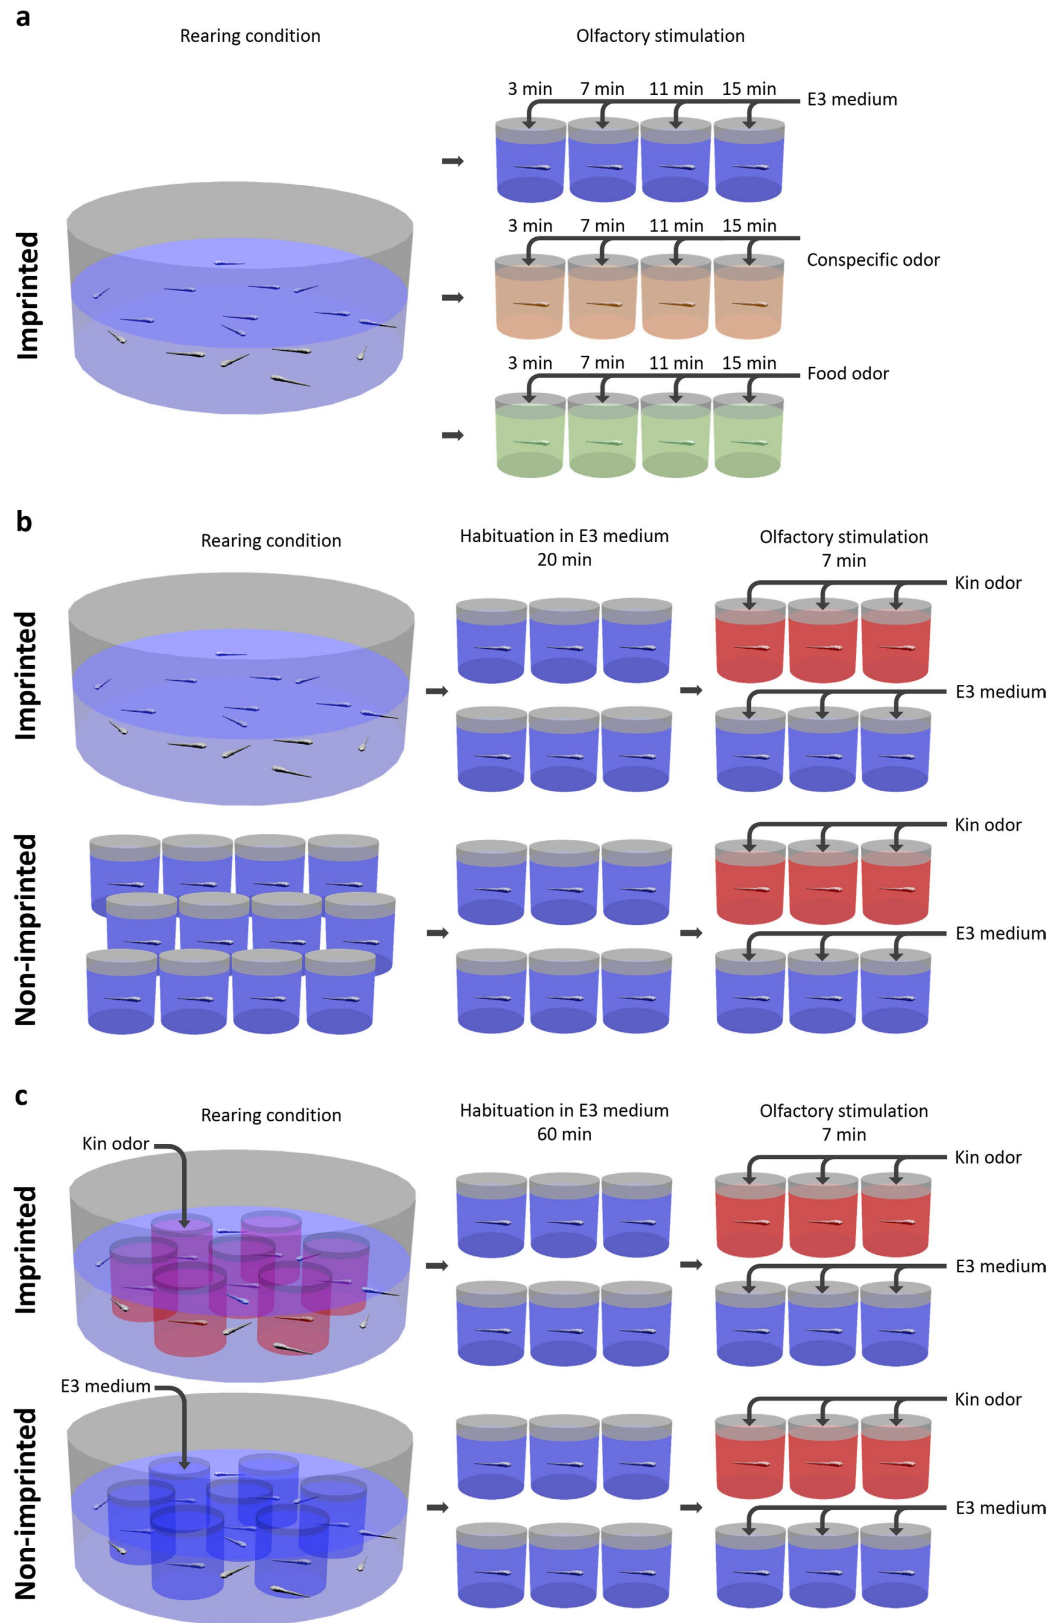 a
Rearing condition
Olfactory stimulation
Imprinted
3 min 7 min 11 min 15 min
E3 medium
3 min 7 min 11 min 15 min
Conspecific odor
3 min 7 min 11 min 15 min
Food odor
b
Rearing condition
Habituation in E3 medium
20 min
Olfactory stimulation
7 min
Imprinted
Kin odor
E3 medium
Non-imprinted
Kin odor
E3 medium
c
Rearing condition
Habituation in E3 medium
60 min
Olfactory stimulation
7 min
Imprinted
Kin odor
Kin odor
E3 medium
Non-imprinted
E3 medium
Kin odor
E3 medium